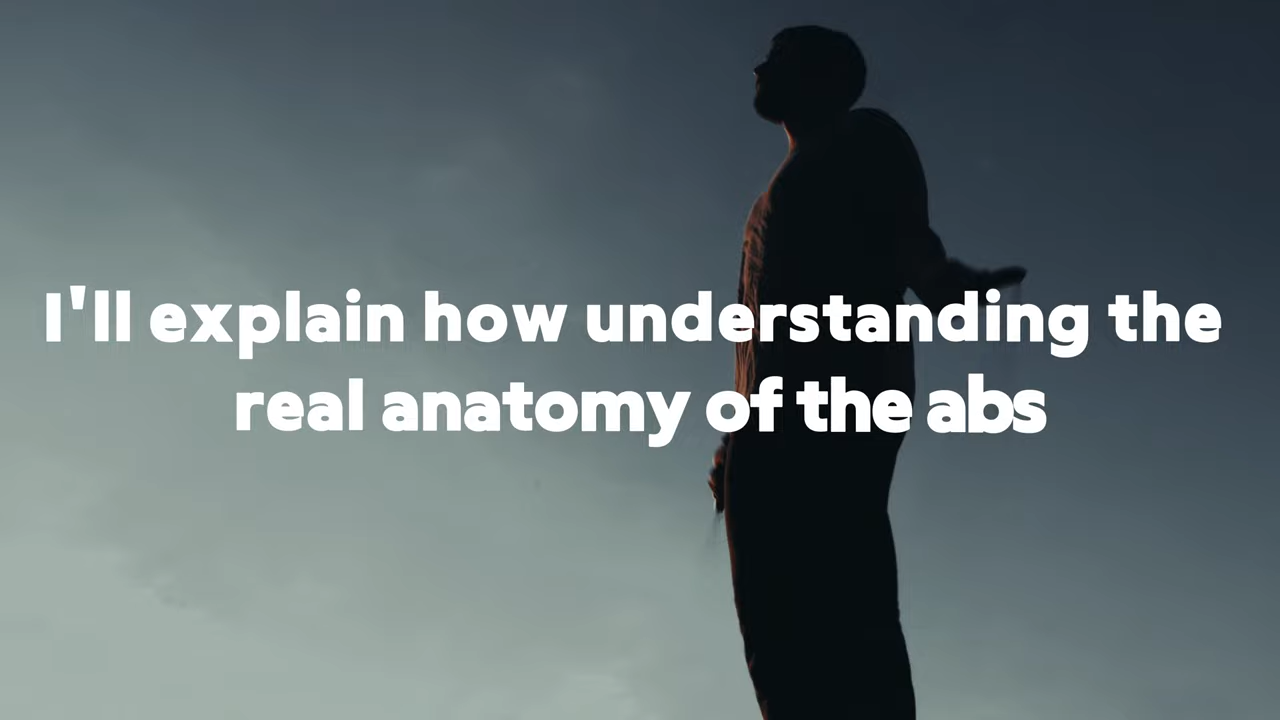 I'll explain how understanding the
real anatomy of the abs